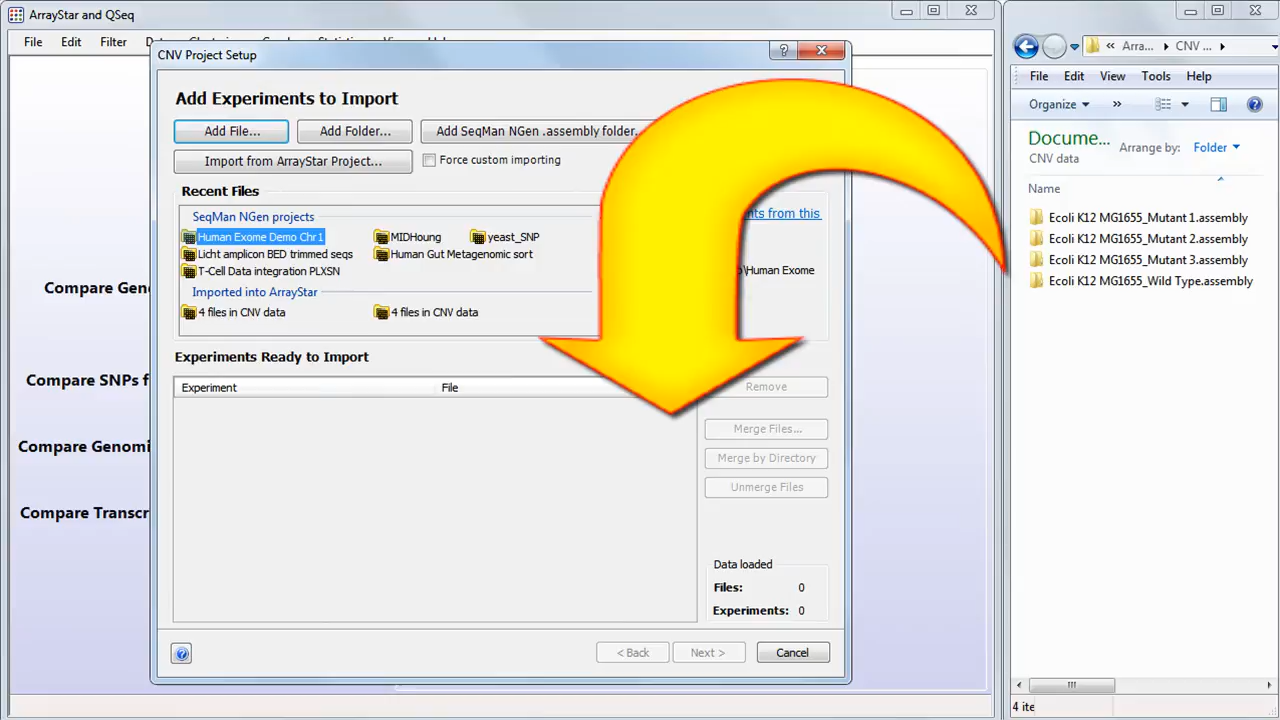 ArrayStar and QSeq
File Edit Filter
CNV Project Setup
Add Experiments to Import
Add File... Add Folder... Add SeqMan NGen .assembly folder..
Import from ArrayStar Project... Force custom importing
Recent Files
SeqMan NGen projects
from this
Human Exome Demo Chr1 MIDHoung yeast_SNP
Licht amplicon BED trimmed seqs Human Gut Metagenomic sort
T-Cell Data integration PLXSN
Human Exome
Imported into ArrayStar
4 files in CNV data 4 files in CNV data
Compare
Experiments Ready to Import
Experiment File
Remove
Compare SNPs
Merge Files...
Compare
Merge by Directory
Unmerge Files
Compare
Data loaded
Files: 0
Experiments: 0
< Back Next > Cancel
Arra... CNV ...
File Edit View Tools Help
Organize »
Docume... Arrange by: Folder
CNV data
Name
Ecoli K12 MG1655_Mutant 1.assembly
Ecoli K12 MG1655_Mutant 2.assembly
Ecoli K12 MG1655_Mutant 3.assembly
Ecoli K12 MG1655_Wild Type.assembly
4 ite